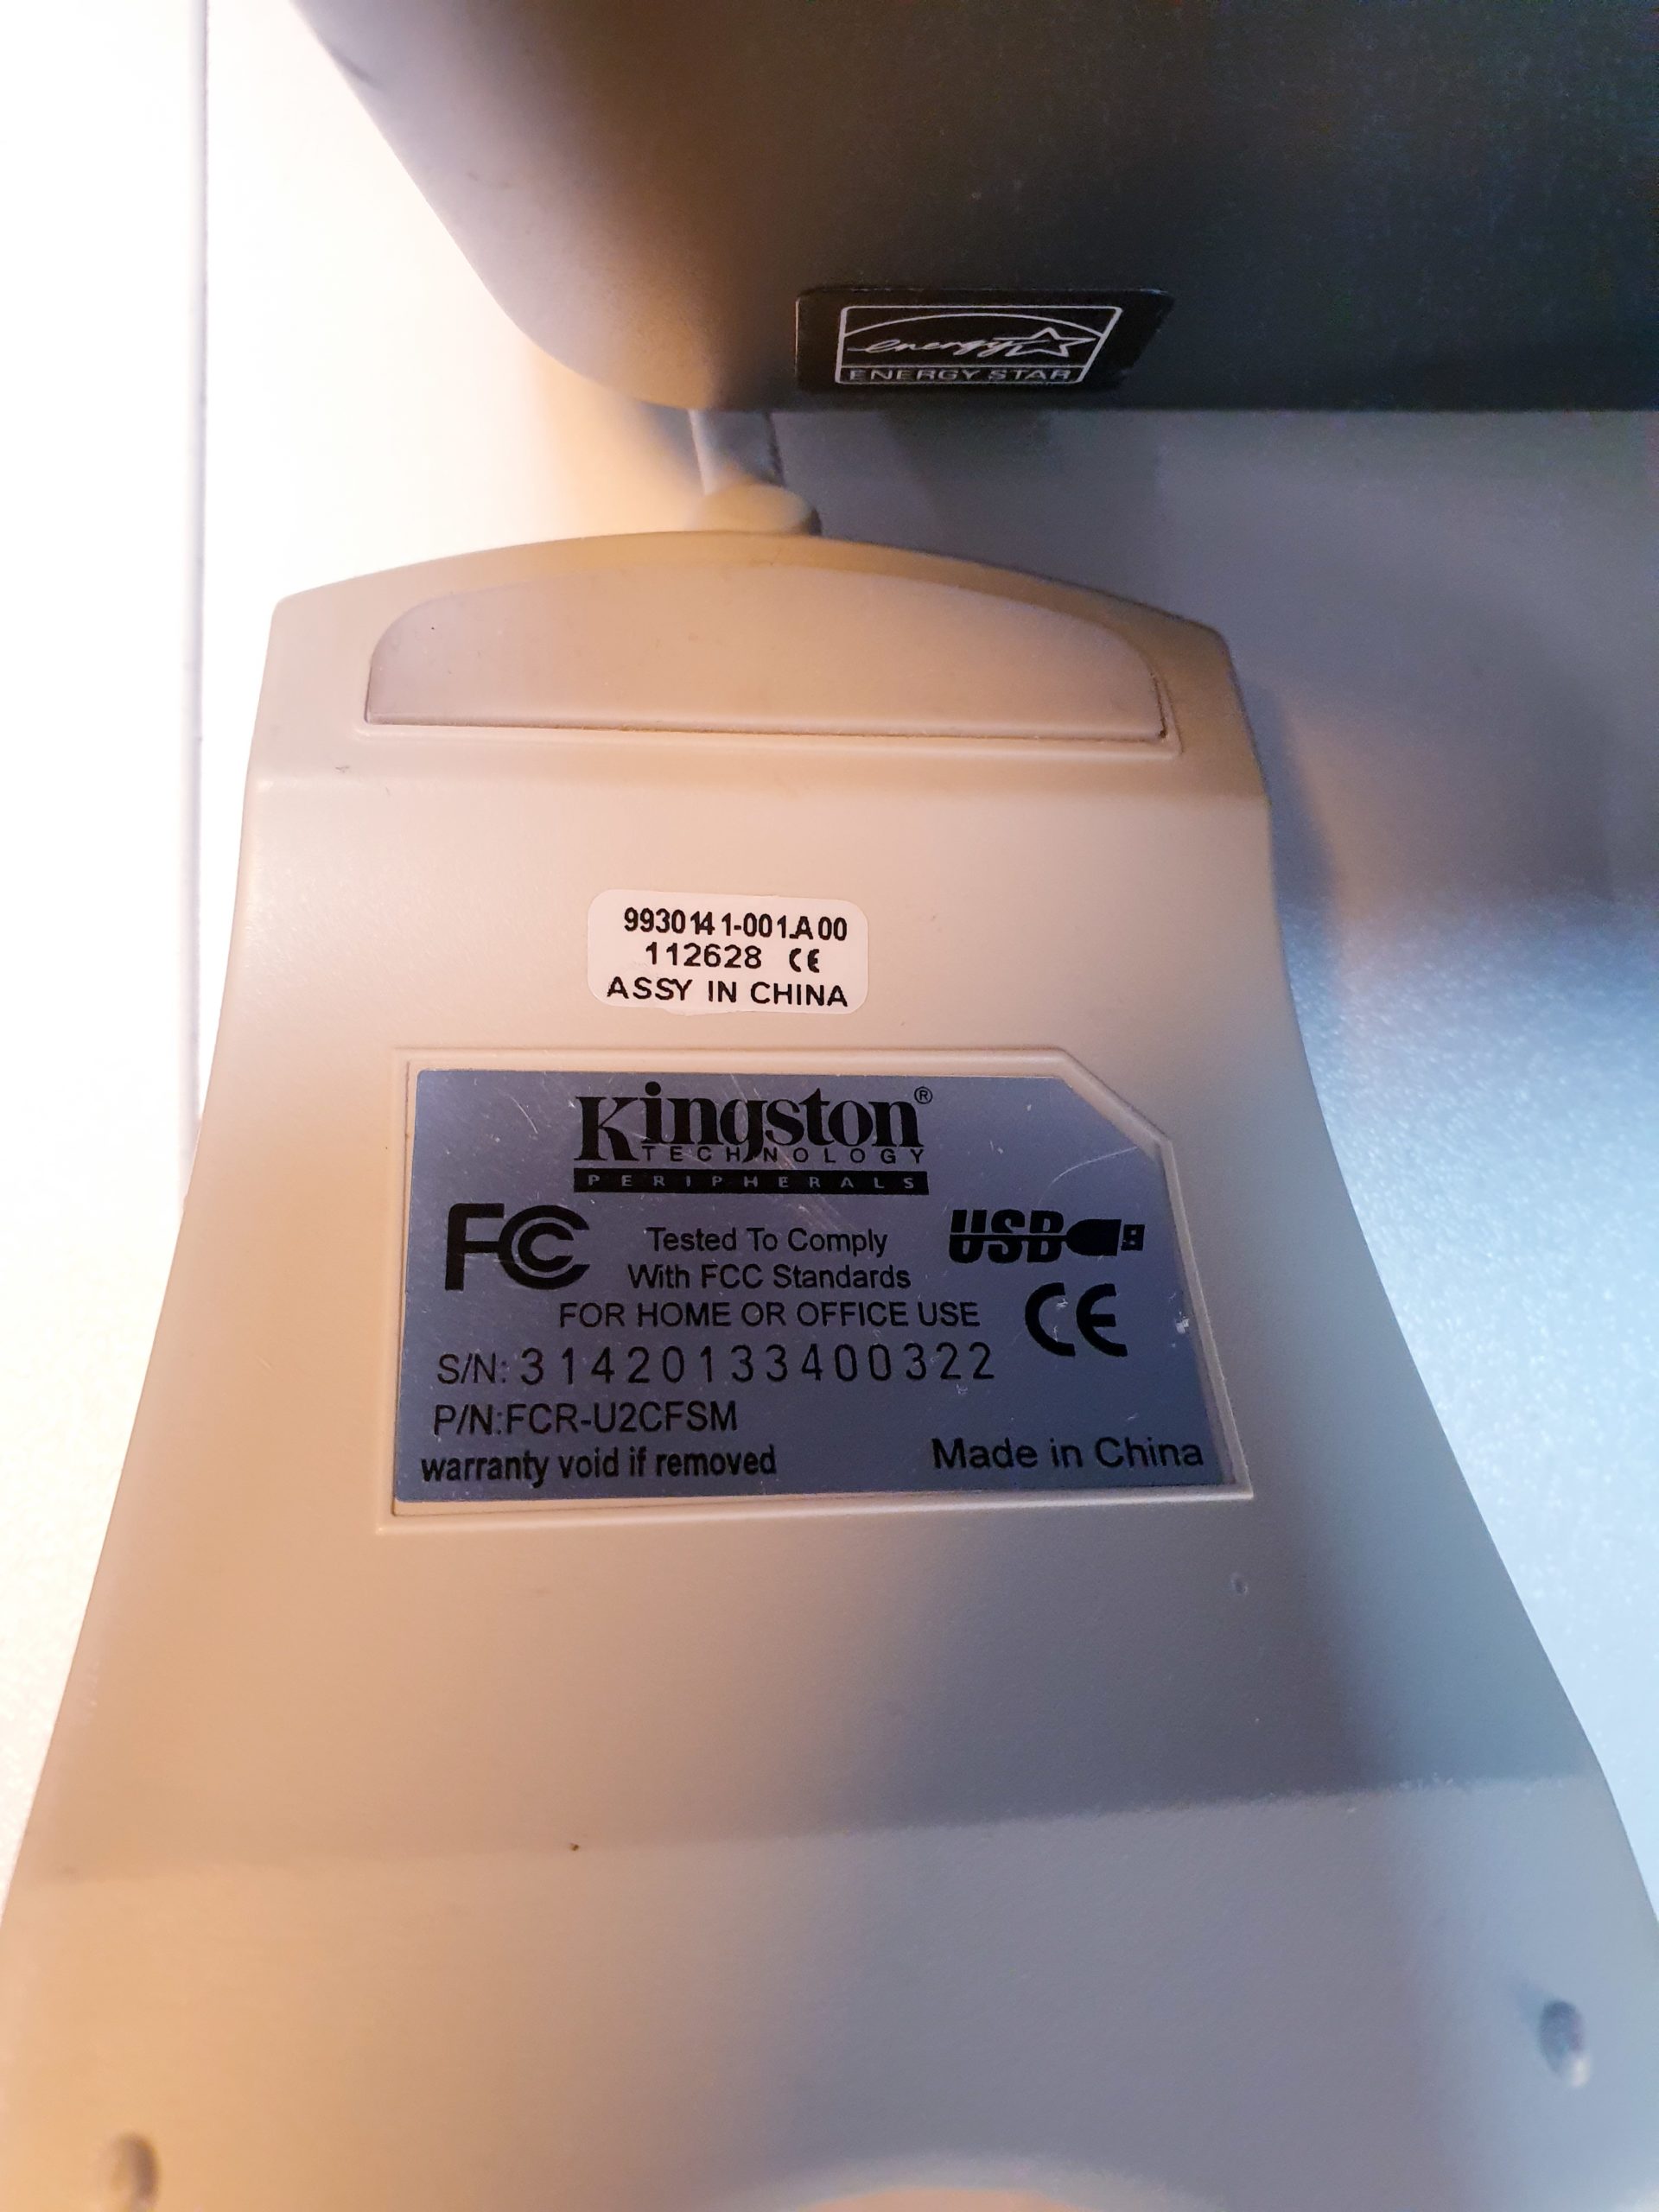 energy
ENERGY STAR
9930141-001.A00
112628 CE
ASSY IN CHINA
Kingston®
TECHNOLOGY
PERIPHERALS
FC Tested To Comply USB
With FCC Standards
FOR HOME OR OFFICE USE CE
S/N: 31420133400322
P/N:FCR-U2CFSM
warranty void if removed Made in China